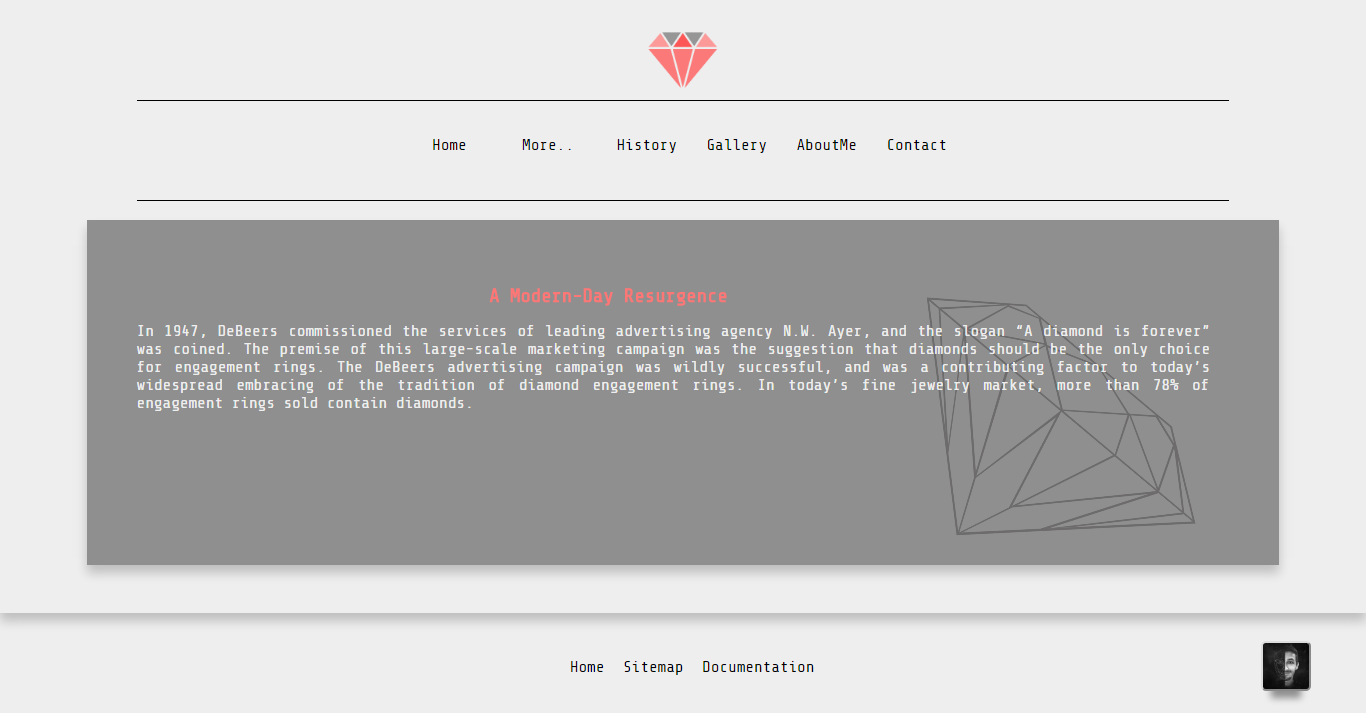 Home More.. History Gallery AboutMe Contact
A Modern-Day Resurgence
In 1947, DeBeers commissioned the services of leading advertising agency N.W. Ayer, and the slogan “A diamond is forever”
was coined. The premise of this large-scale marketing campaign was the suggestion that diamonds should be the only choice
for engagement rings. The DeBeers advertising campaign was wildly successful, and was a contributing factor to today’s
widespread embracing of the tradition of diamond engagement rings. In today’s fine jewelry market, more than 78% of
engagement rings sold contain diamonds.
Home Sitemap Documentation